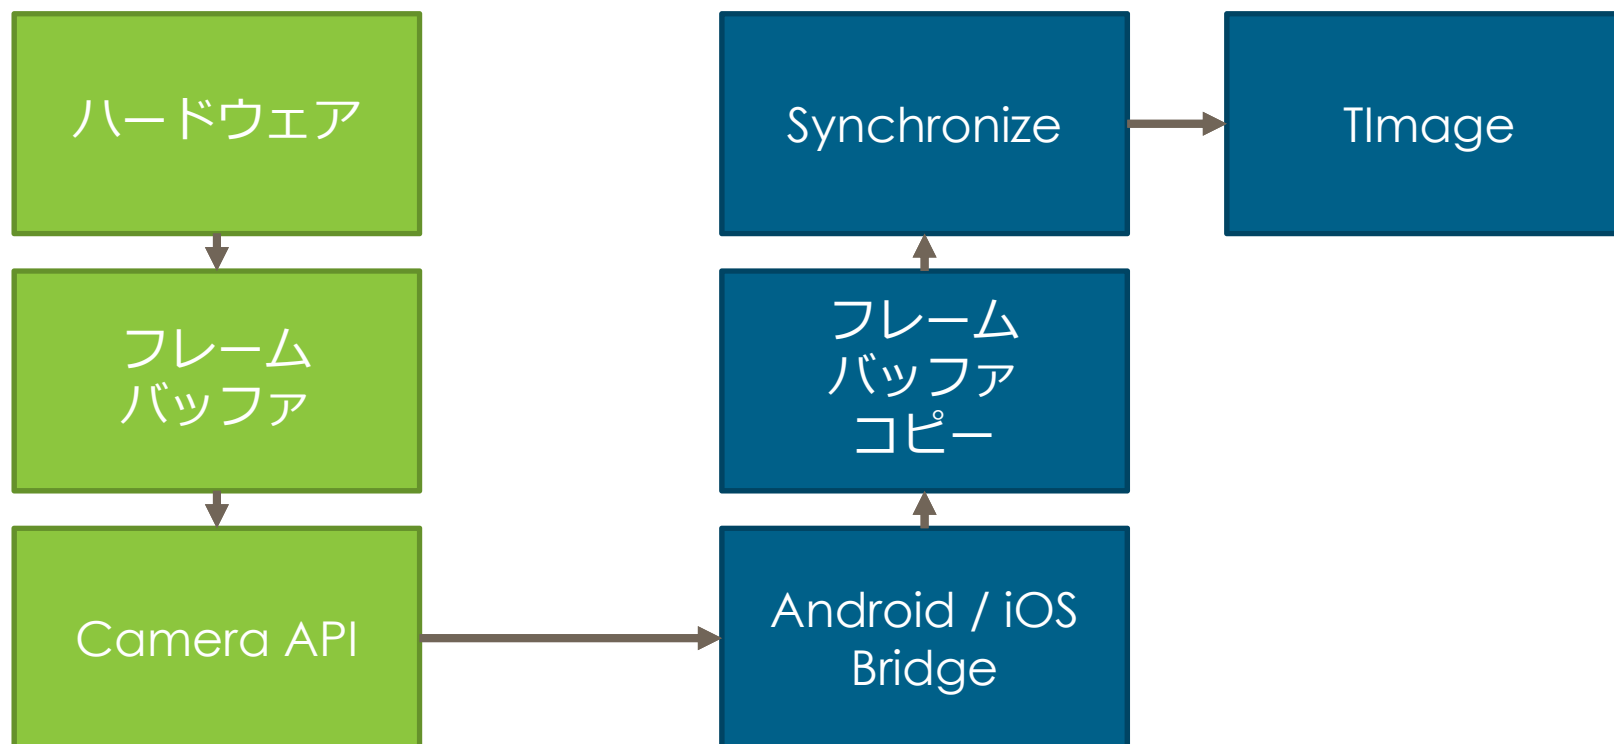 ハードウェア
フレーム
バッファ
Camera API
Android / iOS
Bridge
フレーム
バッファ
コピー
Synchronize
TImage